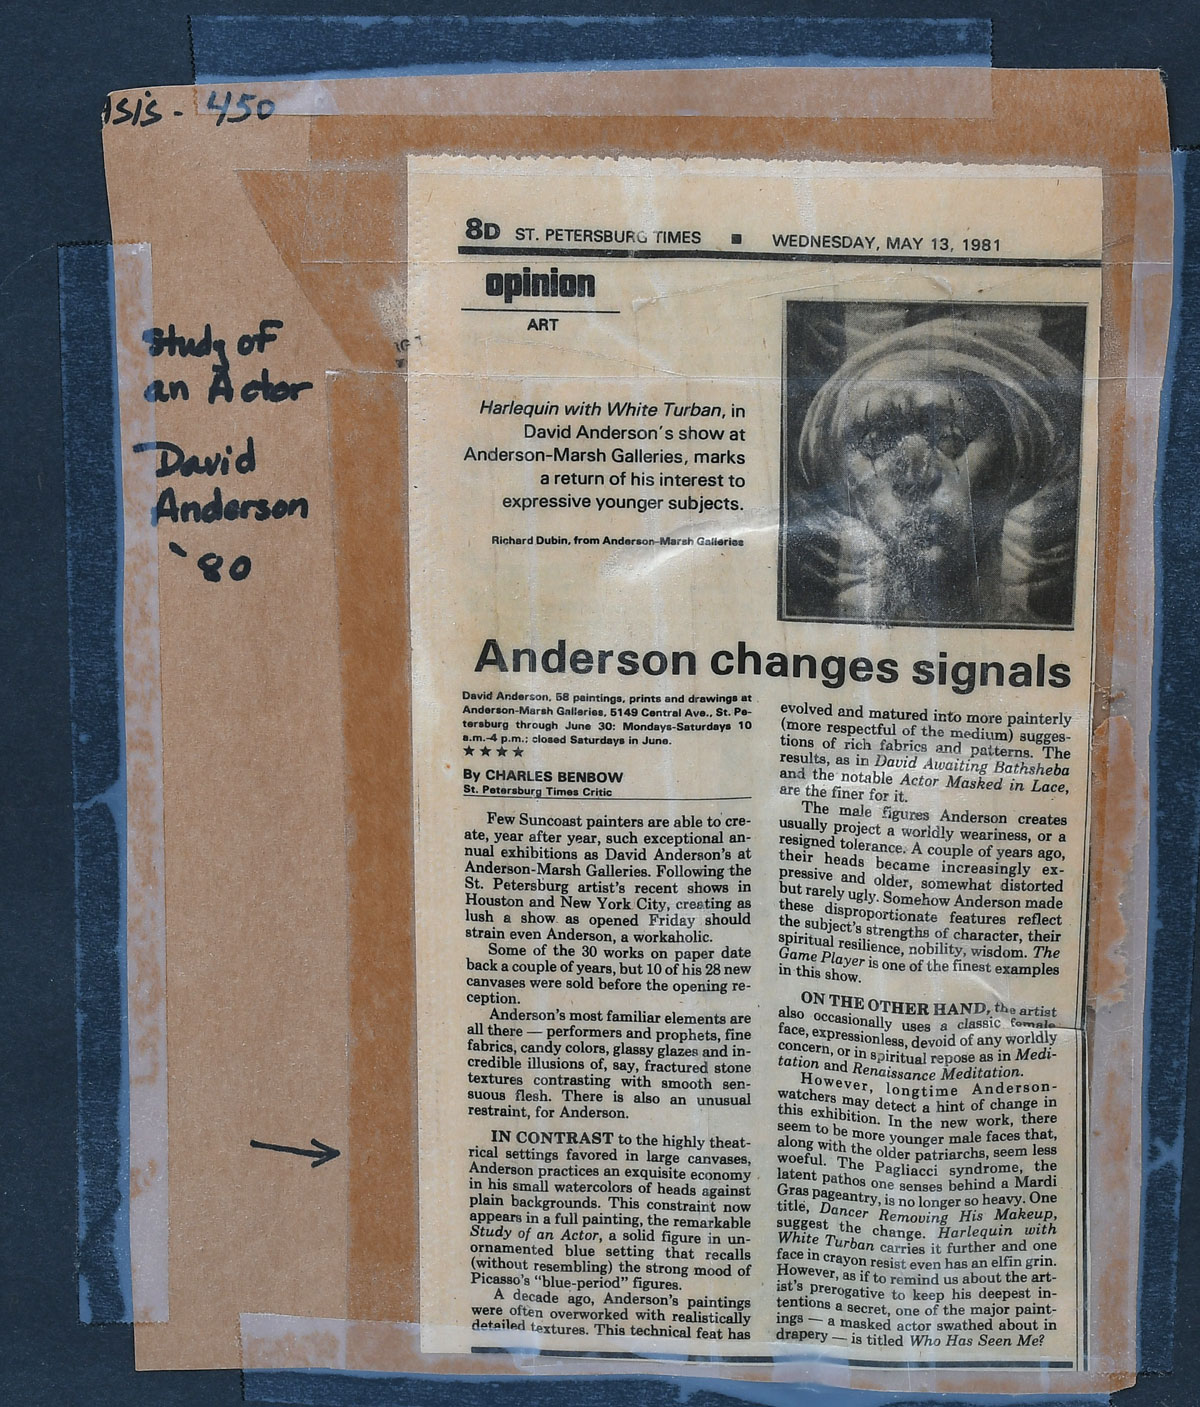 - 450
Study of
an Actor
David
Anderson
'80
8D ST. PETERSBURG TIMES ■ WEDNESDAY, MAY 13, 1981
opinion
ART
Harlequin with White Turban, in
David Anderson's show at
Anderson-Marsh Galleries, marks
a return of his interest to
expressive younger subjects.
Richard Dubin, from Anderson-Marsh Galleries
Anderson changes signals
David Anderson, 58 paintings, prints and drawings at
Anderson-Marsh Galleries, 5149 Central Ave., St. Pe-
tersburg through June 30: Mondays-Saturdays 10
a.m.-4 p.m.; closed Saturdays in June.
★★★★
By CHARLES BENBOW
St. Petersburg Times Critic
Few Suncoast painters are able to cre-
ate, year after year, such exceptional an-
nual exhibitions as David Anderson's at
Anderson-Marsh Galleries. Following the
St. Petersburg artist's recent shows in
Houston and New York City, creating as
lush a show as opened Friday should
strain even Anderson, a workaholic.
Some of the 30 works on paper date
back a couple of years, but 10 of his 28 new
canvases were sold before the opening re-
ception.
Anderson's most familiar elements are
all there — performers and prophets, fine
fabrics, candy colors, glassy glazes and in-
credible illusions of, say, fractured stone
textures contrasting with smooth sen-
suous flesh. There is also an unusual
restraint, for Anderson.
IN CONTRAST to the highly theat-
rical settings favored in large canvases,
Anderson practices an exquisite economy
in his small watercolors of heads against
plain backgrounds. This constraint now
appears in a full painting, the remarkable
Study of an Actor, a solid figure in un-
ornamented blue setting that recalls
(without resembling) the strong mood of
Picasso's "blue-period" figures.
A decade ago, Anderson's paintings
were often overworked with realistically
detailed textures. This technical feat has
evolved and matured into more painterly
(more respectful of the medium) sugges-
tions of rich fabrics and patterns. The
results, as in David Awaiting Bathsheba
and the notable Actor Masked in Lace,
are the finer for it.
The male figures Anderson creates
usually project a worldly weariness, or a
resigned tolerance. A couple of years ago,
their heads became increasingly ex-
pressive and older, somewhat distorted
but rarely ugly. Somehow Anderson made
these disproportionate features reflect
the subject's strengths of character, their
spiritual resilience, nobility, wisdom. The
Game Player is one of the finest examples
in this show.
ON THE OTHER HAND, the artist
also occasionally uses a classic female
face, expressionless, devoid of any worldly
concern, or in spiritual repose as in Medi-
tation and Renaissance Meditation.
However, longtime Anderson-
watchers may detect a hint of change in
this exhibition. In the new work, there
seem to be more younger male faces that,
along with the older patriarchs, seem less
woeful. The Pagliacci syndrome, the
latent pathos one senses behind a Mardi
Gras pageantry, is no longer so heavy. One
title, Dancer Removing His Makeup,
suggest the change. Harlequin with
White Turban carries it further and one
face in crayon resist even has an elfin grin.
However, as if to remind us about the art-
ist's prerogative to keep his deepest in-
tentions a secret, one of the major paint-
ings — a masked actor swathed about in
drapery — is titled Who Has Seen Me?